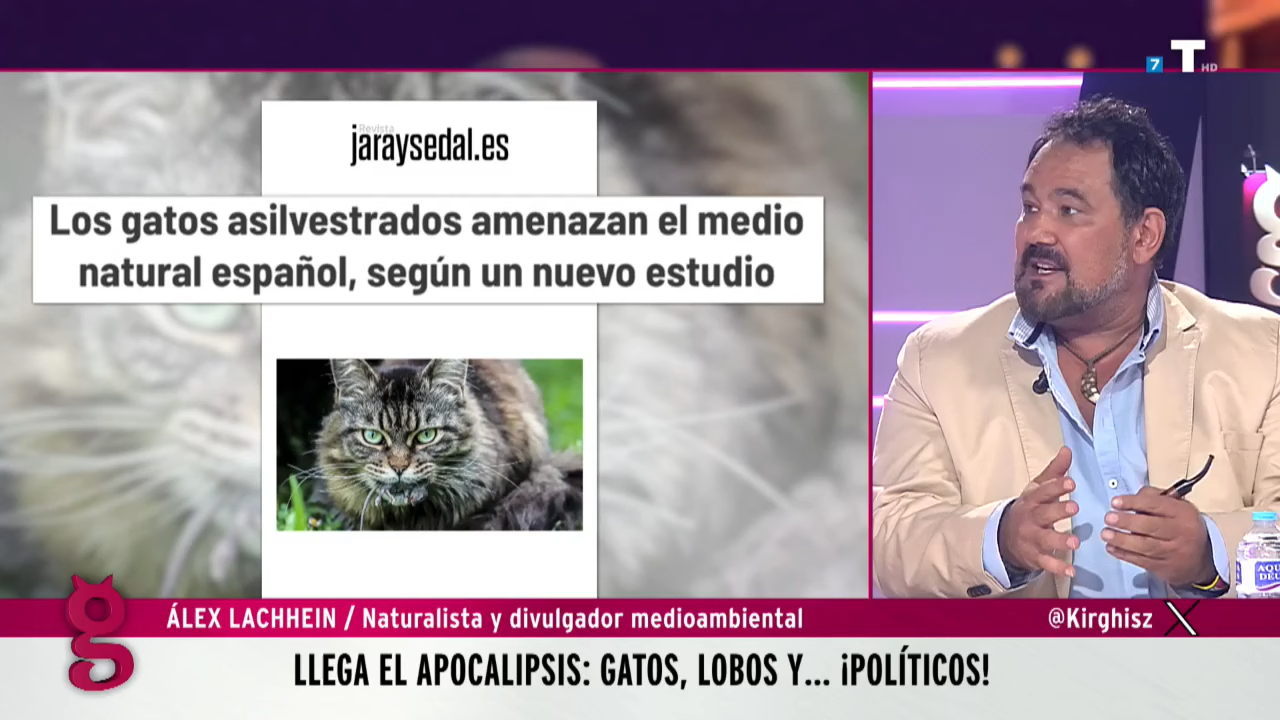 7 T HD
Revista
jaraysedal.es
Los gatos asilvestrados amenazan el medio
natural español, según un nuevo estudio
g
ÁLEX LACHHEIN / Naturalista y divulgador medioambiental
@Kirghisz X
LLEGA EL APOCALIPSIS: GATOS, LOBOS Y... ¡POLÍTICOS!